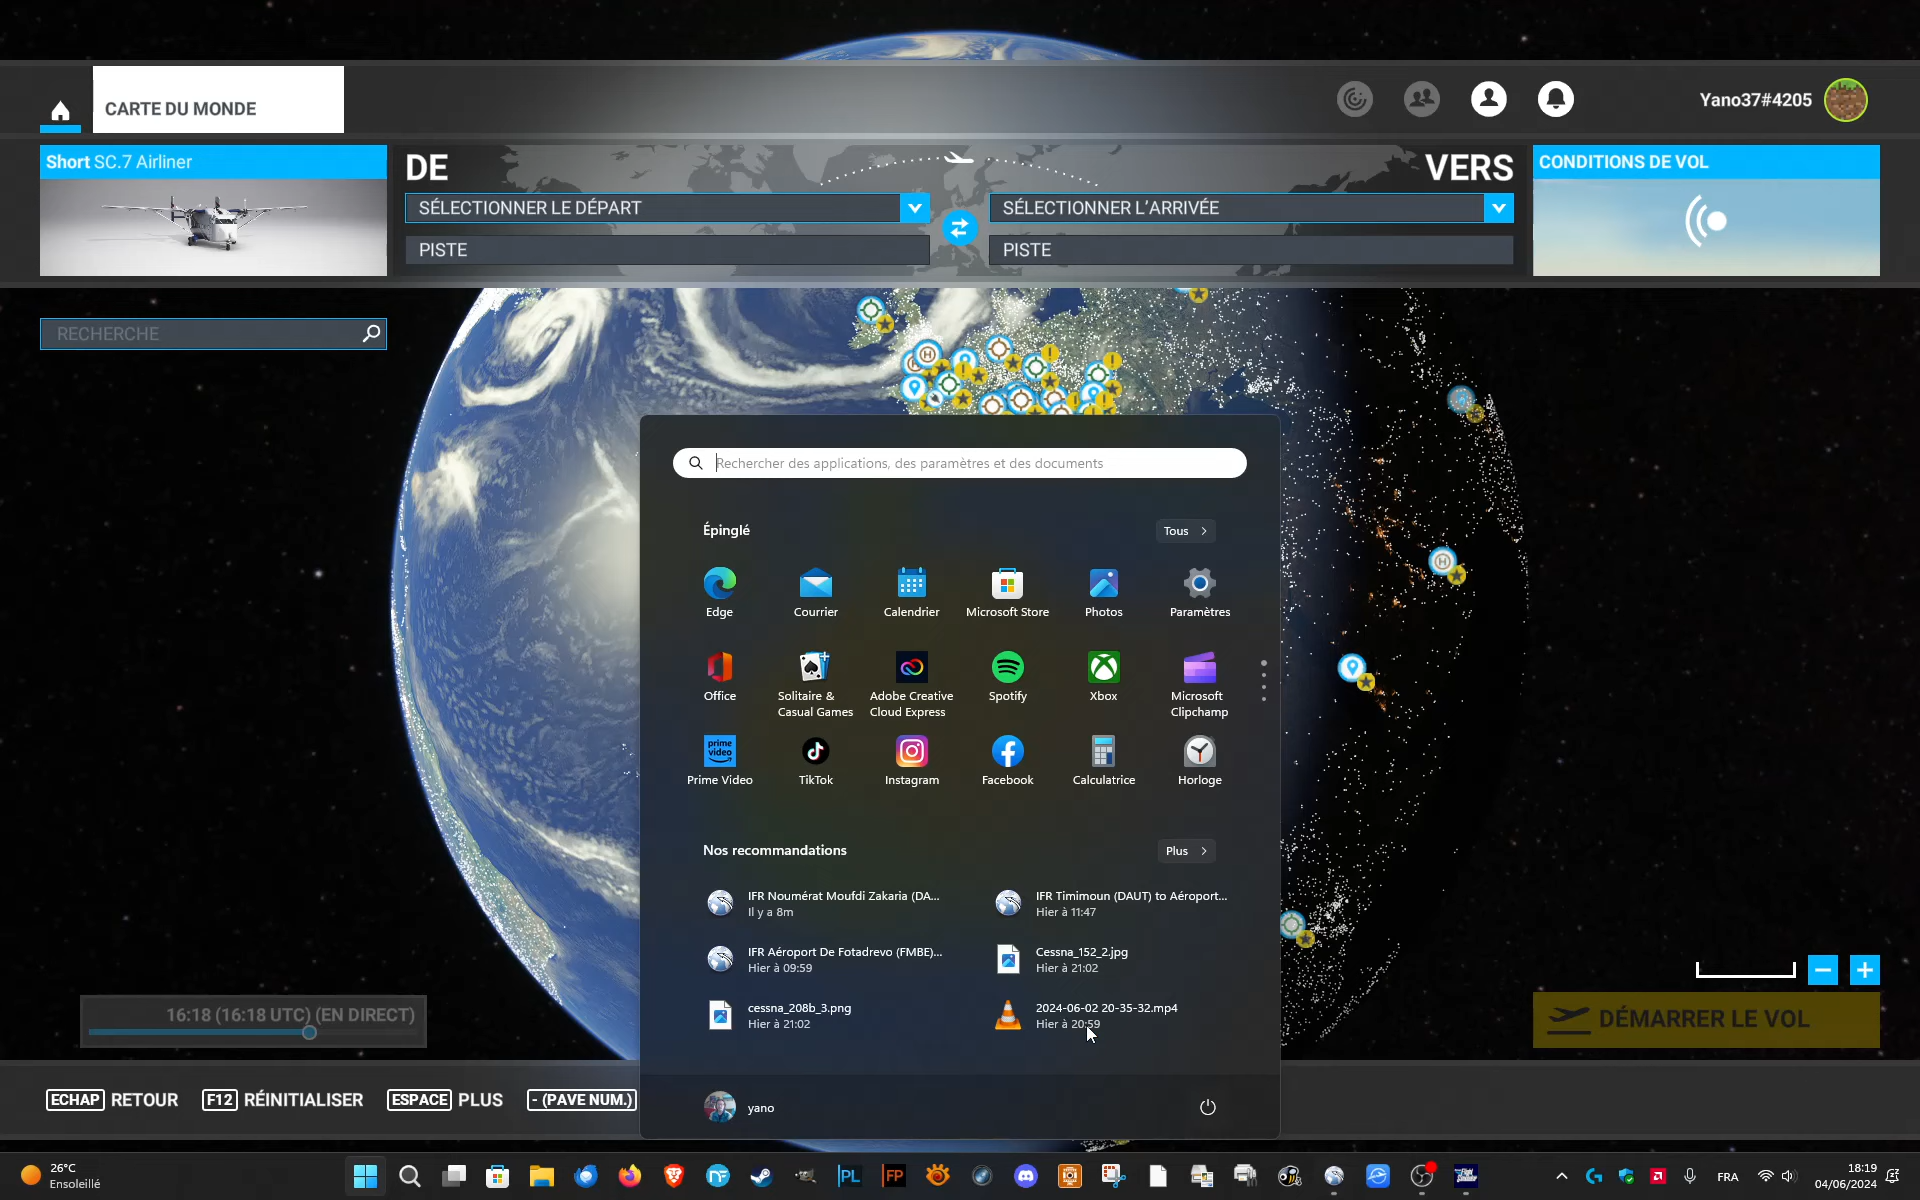 CARTE DU MONDE
Yano37#4205
Short SC.7 Airliner
DE
VERS
SÉLECTIONNER LE DÉPART
SÉLECTIONNER L'ARRIVÉE
PISTE
PISTE
CONDITIONS DE VOL
RECHERCHE
Rechercher des applications, des paramètres et des documents
Épinglé
Tous
Edge
Courrier
Calendrier
Microsoft Store
Photos
Paramètres
Office
Solitaire &
Casual Games
Adobe Creative
Cloud Express
Spotify
Xbox
Microsoft
Clipchamp
prime
video
Prime Video
TikTok
Instagram
Facebook
Calculatrice
Horloge
Nos recommandations
Plus
IFR Noumérat Moufdi Zakaria (DA...
Il y a 8m
IFR Timimoun (DAUT) to Aéroport...
Hier à 11:47
IFR Aéroport De Fotadrevo (FMBE)...
Hier à 09:59
Cessna_152_2.jpg
Hier à 21:02
cessna_208b_3.png
Hier à 21:02
2024-06-02 20-35-32.mp4
Hier à 20:59
16:18 (16:18 UTC) (EN DIRECT)
DÉMARRER LE VOL
ECHAP RETOUR
F12 RÉINITIALISER
ESPACE PLUS
- (PAVE NUM.)
yano
26°C
Ensoleillé
PL
FP
FRA
18:19
04/06/2024